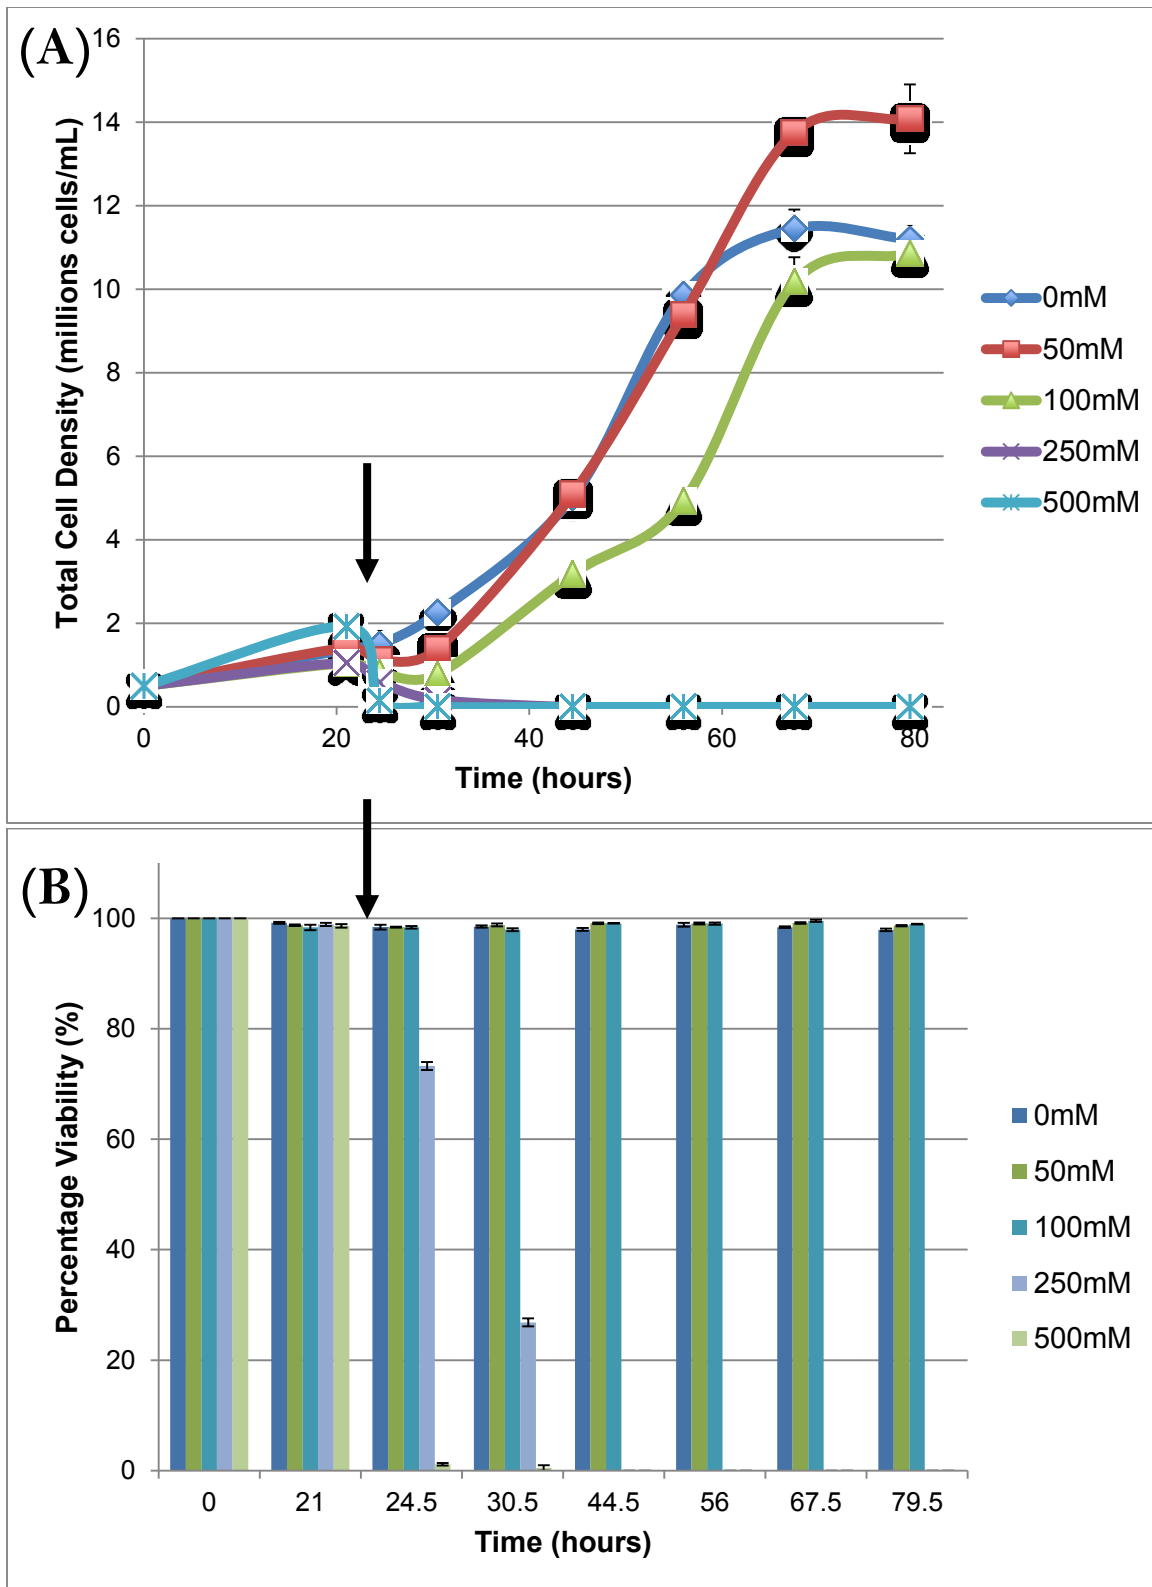 (A)
16
14
12
10
8
6
4
2
0
Total Cell Density (millions cells/mL)
0 20 40 60 80
Time (hours)
0mM
50mM
100mM
250mM
500mM
(B)
100
80
60
40
20
0
Percentage Viability (%)
0 21 24.5 30.5 44.5 56 67.5 79.5
Time (hours)
0mM
50mM
100mM
250mM
500mM